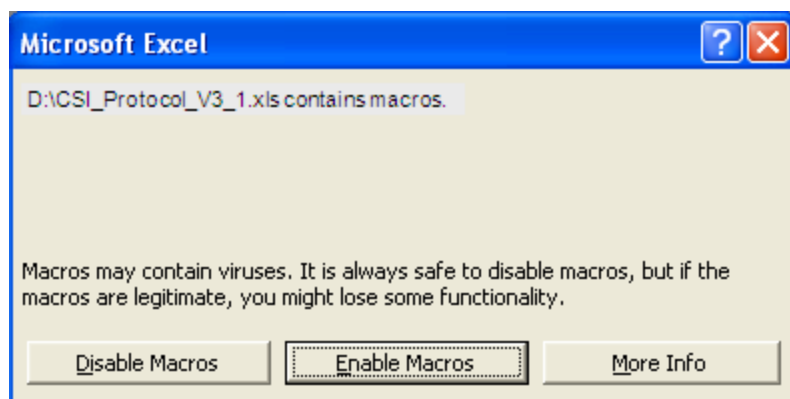 Microsoft Excel
D:\CSI_Protocol_V3_1.xls contains macros.
Macros may contain viruses. It is always safe to disable macros, but if the
macros are legitimate, you might lose some functionality.
Disable Macros Enable Macros More Info